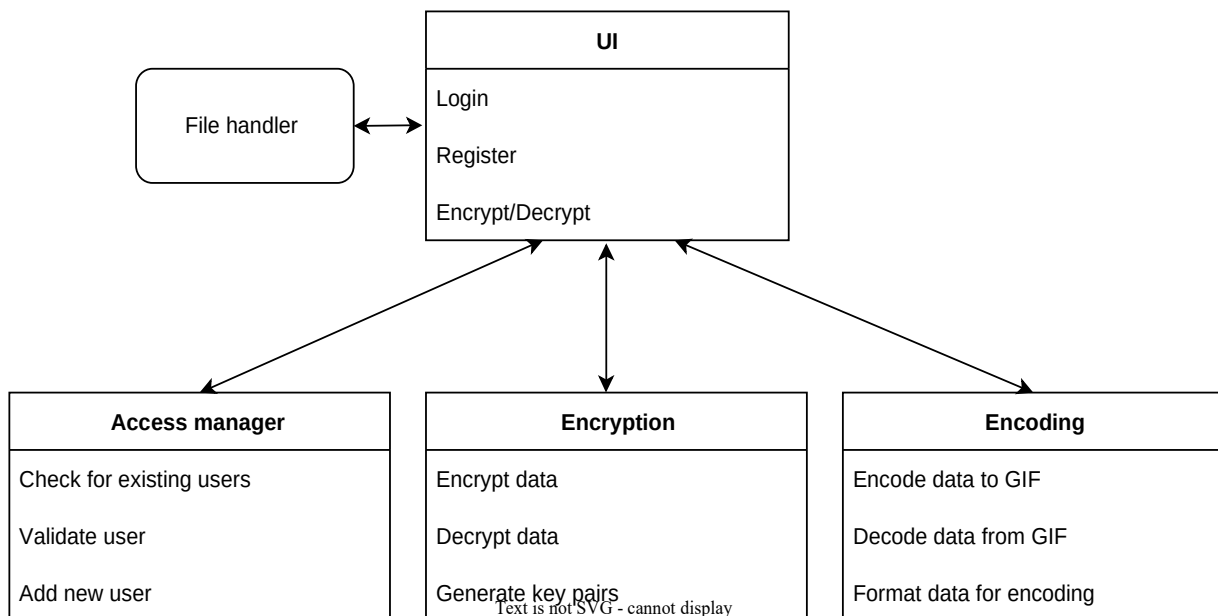 UI
File handler
Login
Register
Encrypt/Decrypt
Access manager
Check for existing users
Validate user
Add new user
Encryption
Encrypt data
Decrypt data
Generate key pairs
Encoding
Encode data to GIF
Decode data from GIF
Format data for encoding
Text is not SVG - cannot display